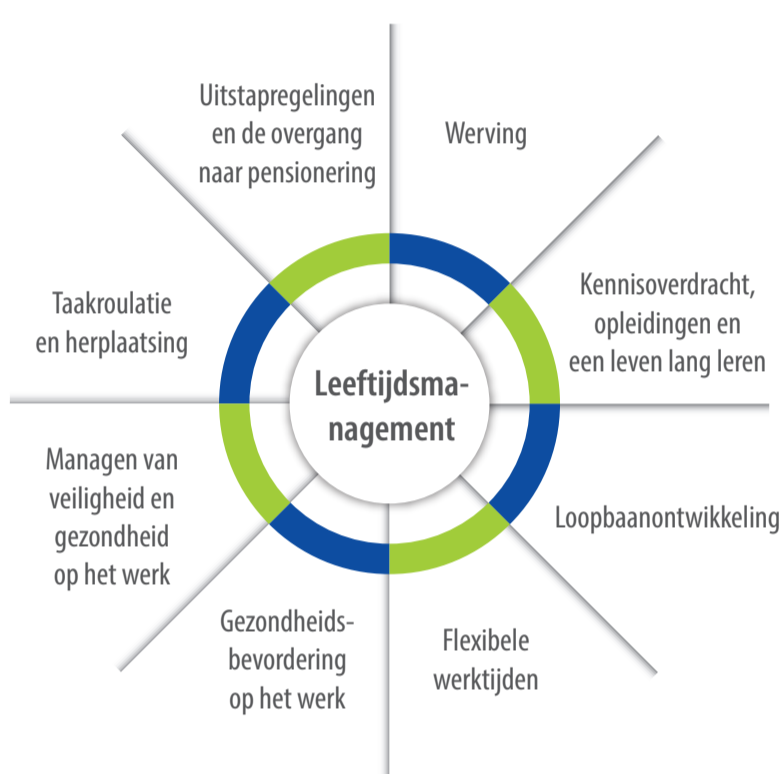 Uitstapregelingen
en de overgang
naar pensionering
Werving
Kennisoverdracht,
opleidingen en
een leven lang leren
Loopbaanontwikkeling
Flexibele
werktijden
Gezondheids-
bevordering
op het werk
Managen van
veiligheid en
gezondheid
op het werk
Taakroulatie
en herplaatsing
Leeftijdsma-
nagement